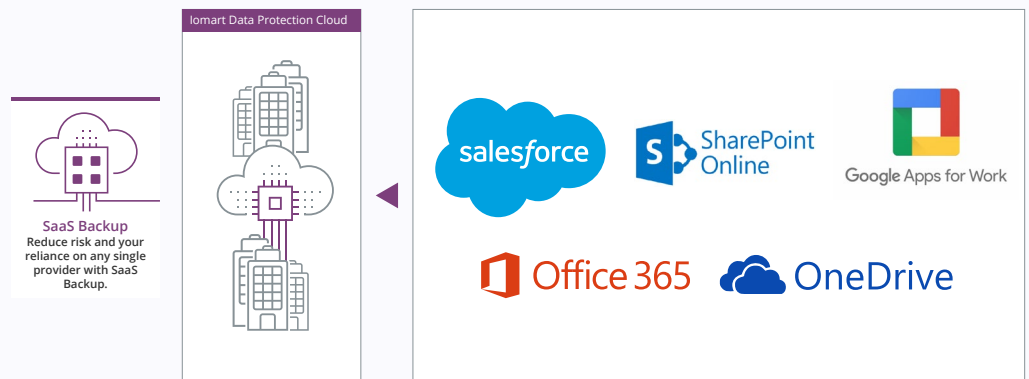 Iomart Data Protection Cloud
SaaS Backup
Reduce risk and your
reliance on any single
provider with SaaS
Backup.
salesforce
S
SharePoint
Online
Google Apps for Work
Office 365
OneDrive